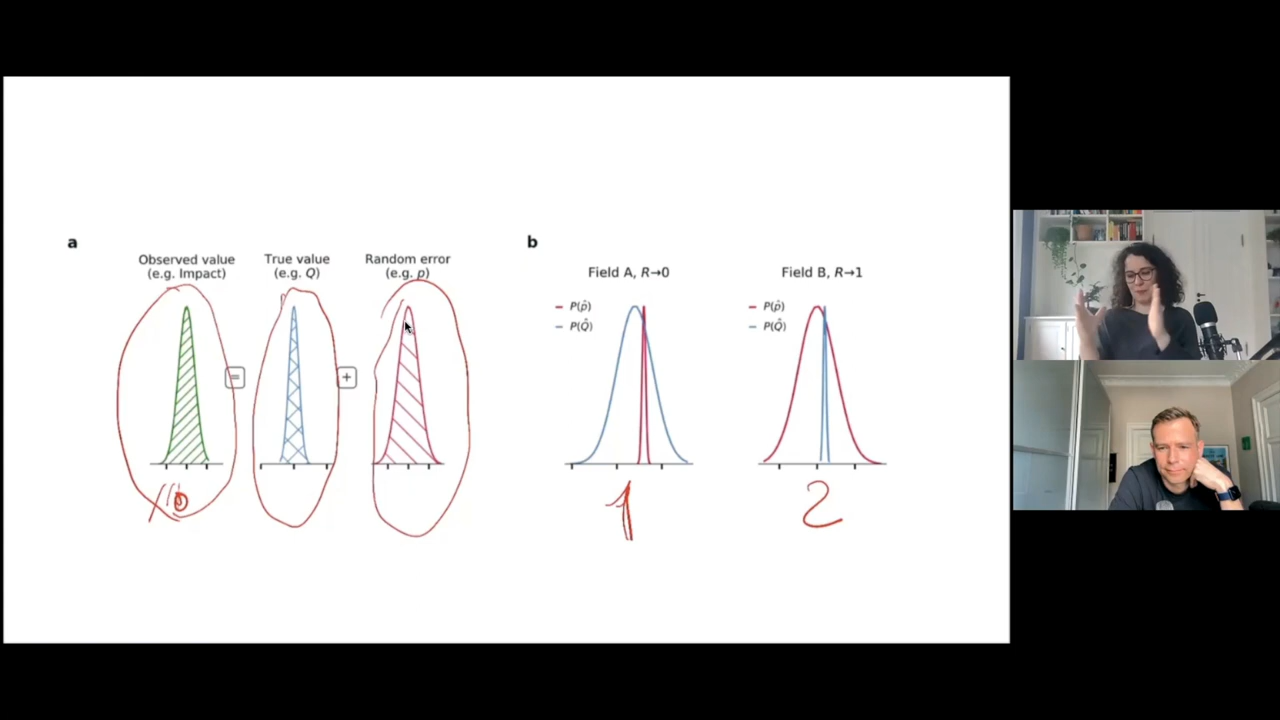 a
Observed value
(e.g. Impact)
True value
(e.g. Q)
Random error
(e.g. p)
=
+
b
Field A, R→0
P(p̂)
P(Q̂)
Field B, R→1
P(p̂)
P(Q̂)
1
2